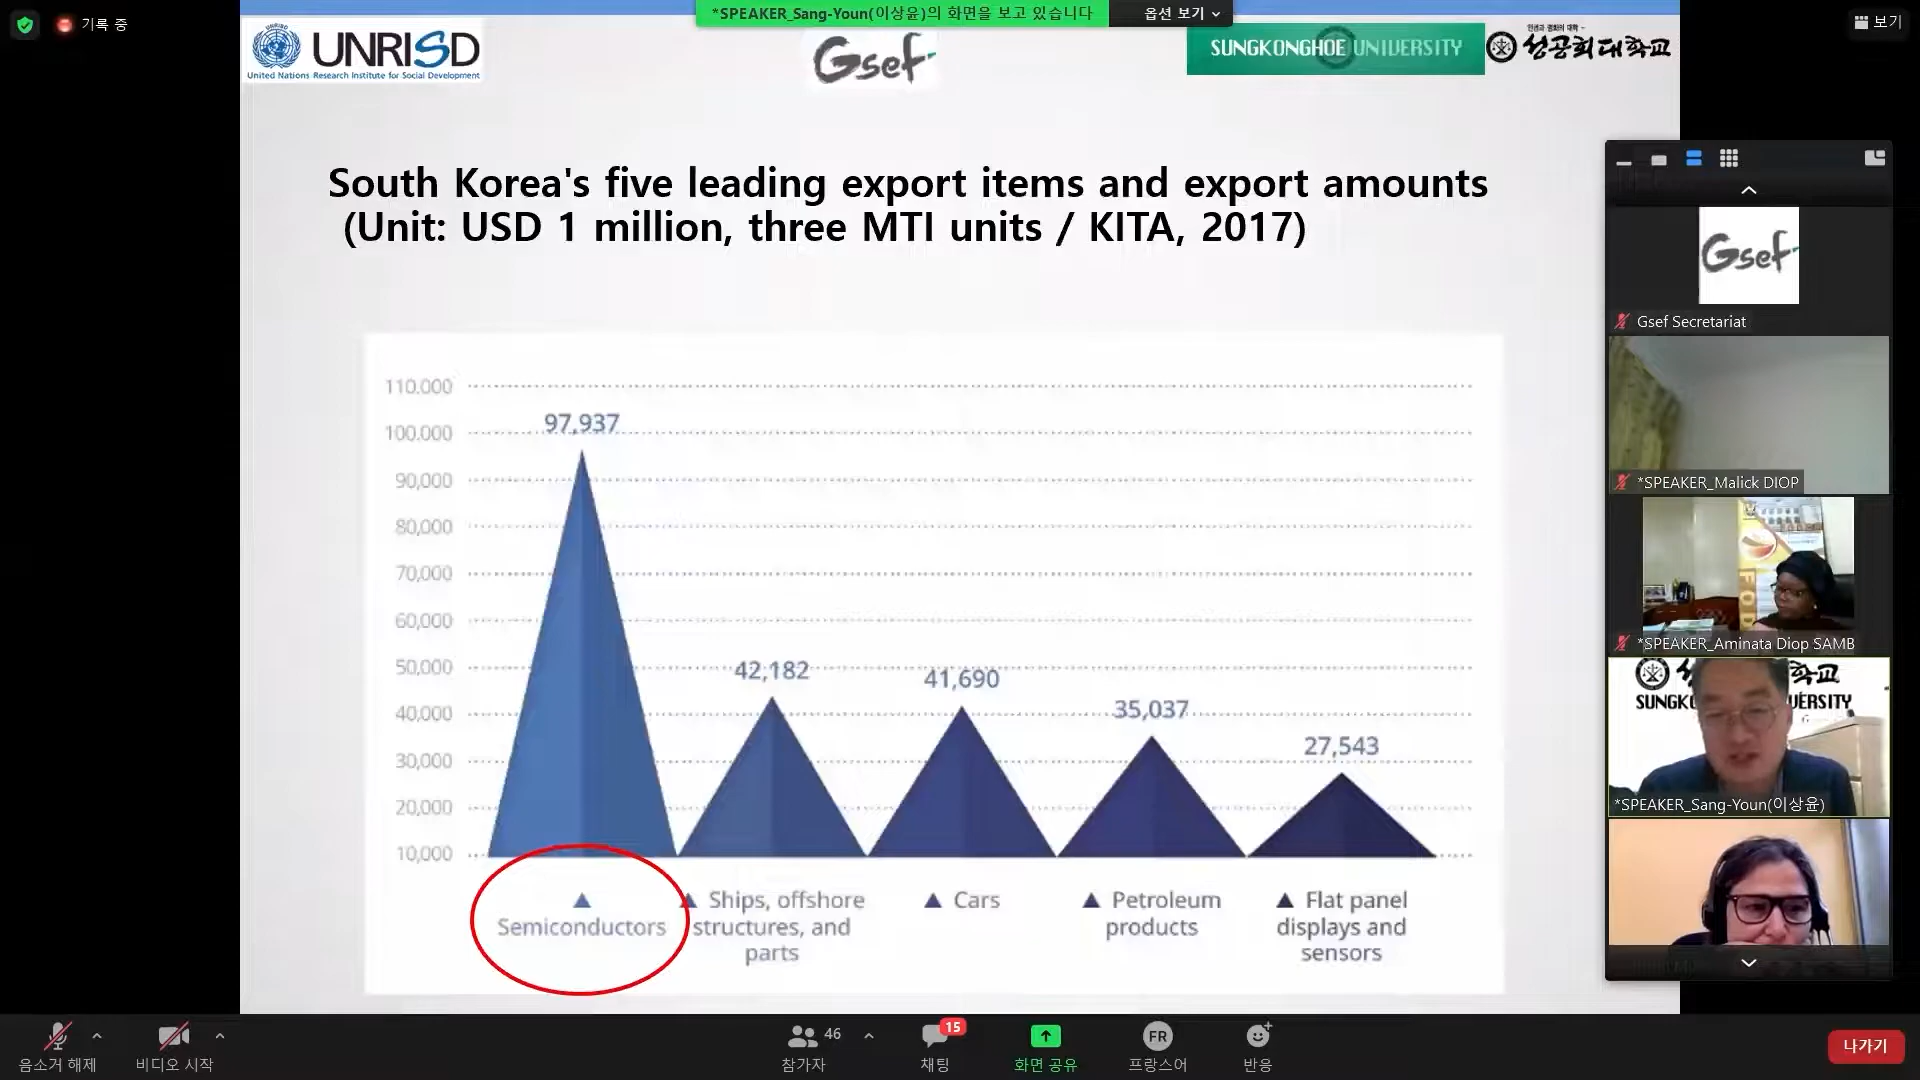 기록 중
*SPEAKER_Sang-Youn(이상윤)의 화면을 보고 있습니다
옵션 보기
보기
UNRISD
United Nations Research Institute for Social Development
Gsef
SUNGKONGHOE UNIVERSITY
성공회대학교
South Korea's five leading export items and export amounts
(Unit: USD 1 million, three MTI units / KITA, 2017)
110.000
100.000
90,000
80,000
70,000
60,000
50,000
40,000
30,000
20,000
10,000
97,937
42,182
41,690
35,037
27,543
▲
Semiconductors
▲ Ships, offshore
structures, and
parts
▲ Cars
▲ Petroleum
products
▲ Flat panel
displays and
sensors
Gsef
Gsef Secretariat
*SPEAKER_Malick DIOP
*SPEAKER_Aminata Diop SAMB
*SPEAKER_Sang-Youn(이상윤)
음소거 해제
비디오 시작
46
참가자
15
채팅
화면 공유
FR
프랑스어
반응
나가기